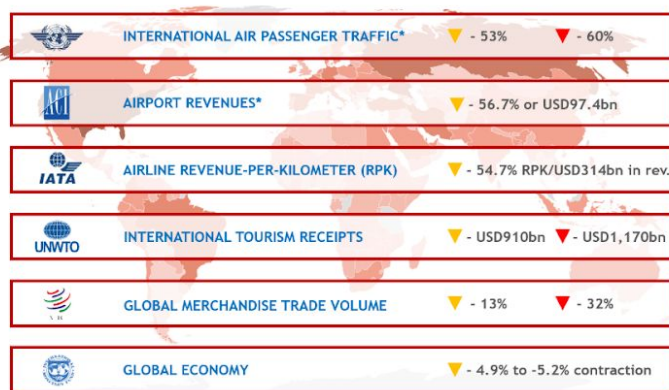 INTERNATIONAL AIR PASSENGER TRAFFIC* - 53% - 60%
ACI AIRPORT REVENUES* - 56.7% or USD97.4bn
IATA AIRLINE REVENUE-PER-KILOMETER (RPK) - 54.7% RPK/USD314bn in rev.
UNWTO INTERNATIONAL TOURISM RECEIPTS - USD910bn - USD1,170bn
GLOBAL MERCHANDISE TRADE VOLUME - 13% - 32%
GLOBAL ECONOMY - 4.9% to -5.2% contraction